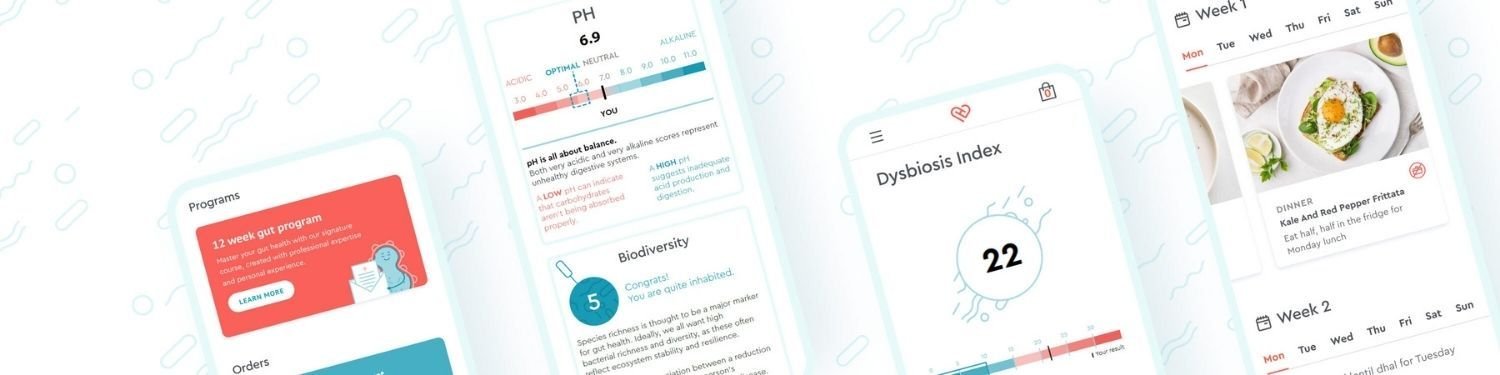 Programs
12 week gut program
Master your gut health with our signature
course, created with professional expertise
and personal experience.
LEARN MORE
Orders
PH
6.9
ACIDIC OPTIMAL NEUTRAL ALKALINE
3.0 4.0 5.0 6.0 7.0 8.0 9.0 10.0 11.0
YOU
pH is all about balance.
Both very acidic and very alkaline scores represent
unhealthy digestive systems.
A LOW pH can indicate
that carbohydrates
aren't being absorbed
properly.
A HIGH pH
suggests inadequate
acid production and
digestion.
Biodiversity
5
Congrats!
You are quite inhabited.
Species richness is thought to be a major marker
for gut health. Ideally, we all want high
bacterial richness and diversity, as these often
reflect ecosystem stability and resilience.
between a reduction
person's
0
Dysbiosis Index
22
5 10 15 20 25 30
Your result
Week 1
Mon Tue Wed Thu Fri Sat Sun
DINNER
Kale And Red Pepper Frittata
Eat half, half in the fridge for
Monday lunch
Week 2
Mon Tue Wed Thu Fri Sat Sun
dhal for Tuesday